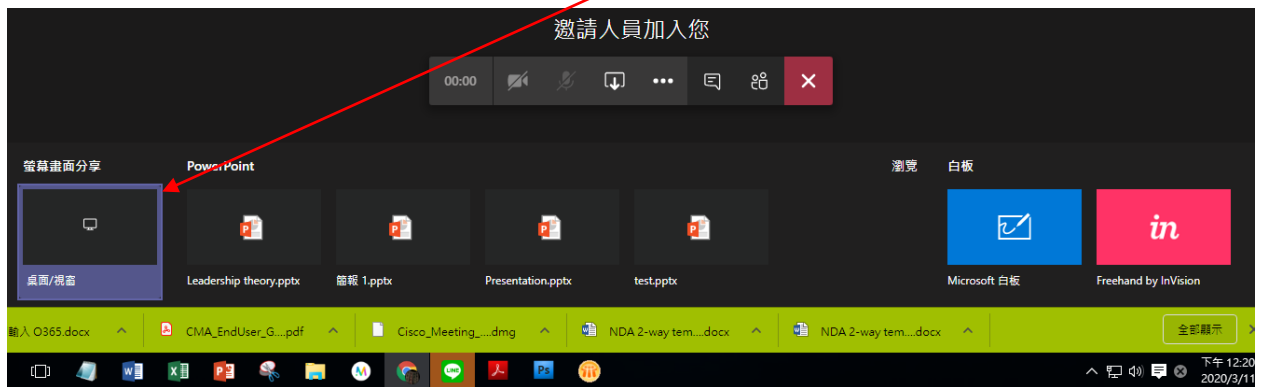 邀請人員加入您
00:00
螢幕畫面分享
PowerPoint
瀏覽
白板
桌面/視窗
Leadership theory.pptx
簡報 1.pptx
Presentation.pptx
test.pptx
Microsoft 白板
in
Freehand by InVision
輸入 O365.docx
CMA_EndUser_G....pdf
Cisco_Meeting_....dmg
NDA 2-way tem....docx
NDA 2-way tem....docx
全部顯示
下午 12:20
2020/3/11